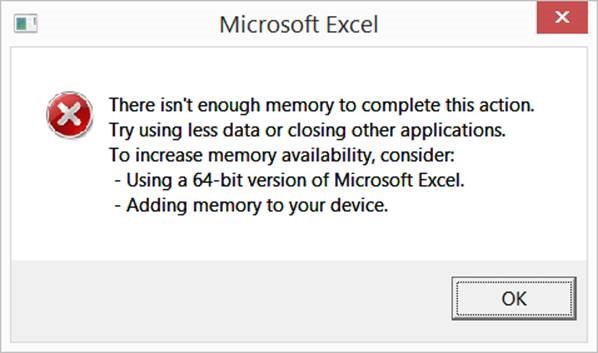 Microsoft Excel
There isn't enough memory to complete this action.
Try using less data or closing other applications.
To increase memory availability, consider:
- Using a 64-bit version of Microsoft Excel.
- Adding memory to your device.
OK